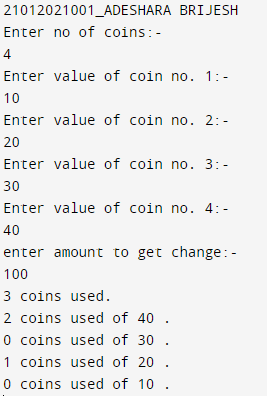 21012021001_ADESHARA BRIJESH
Enter no of coins:-
4
Enter value of coin no. 1:-
10
Enter value of coin no. 2:-
20
Enter value of coin no. 3:-
30
Enter value of coin no. 4:-
40
enter amount to get change:-
100
3 coins used.
2 coins used of 40 .
0 coins used of 30 .
1 coins used of 20 .
0 coins used of 10 .